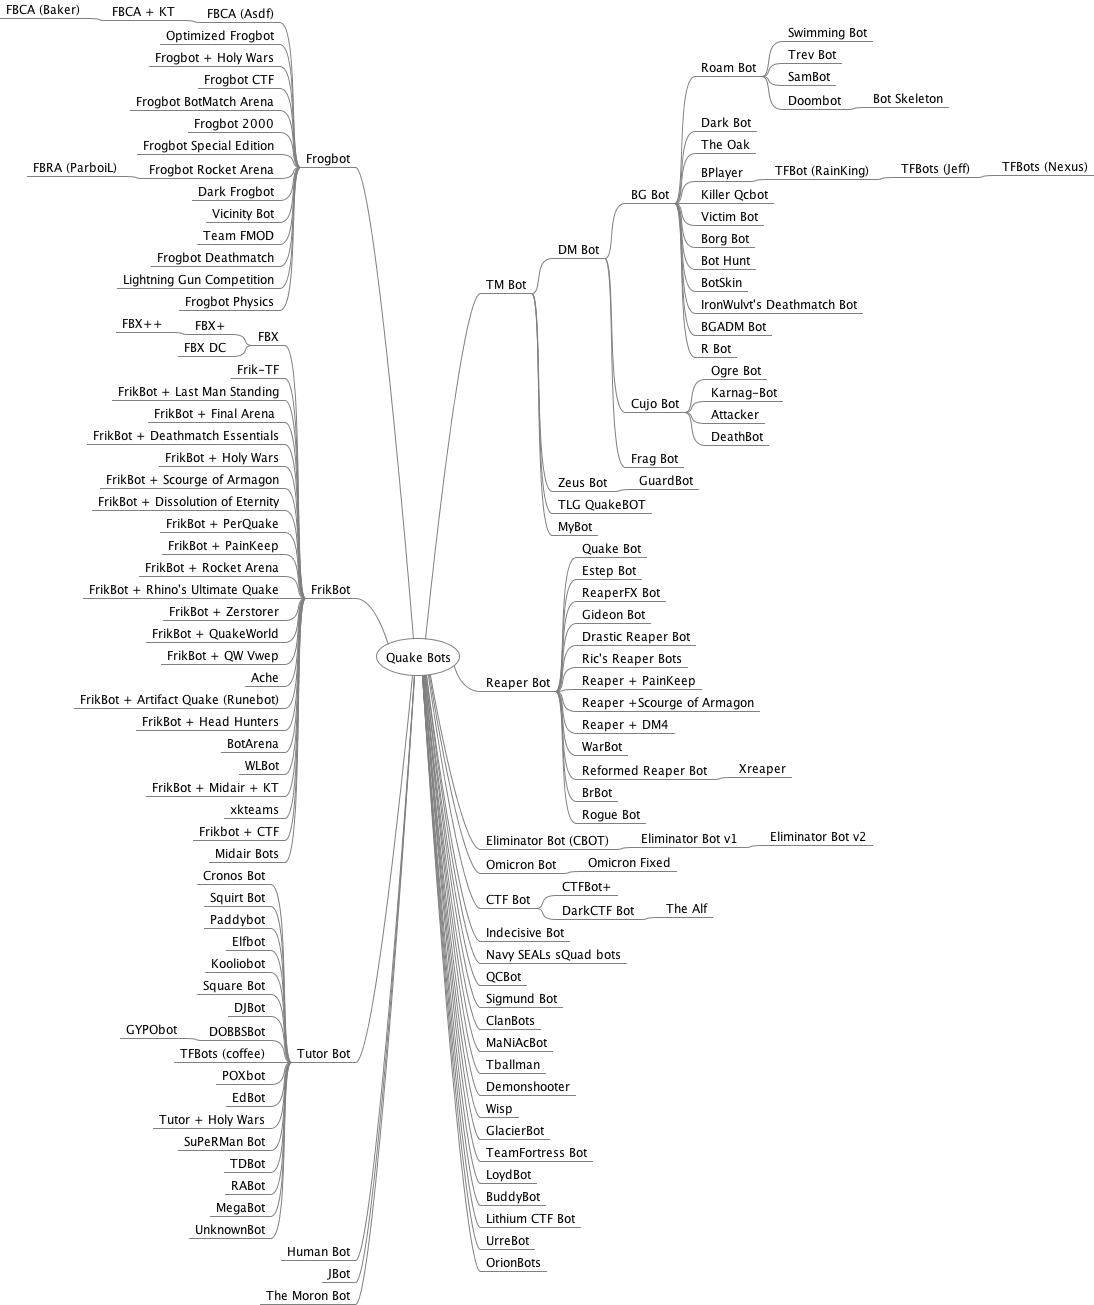 Quake Bots
Frogbot
FBCA (Asdf)
FBCA + KT
FBCA (Baker)
Optimized Frogbot
Frogbot + Holy Wars
Frogbot CTF
Frogbot BotMatch Arena
Frogbot 2000
Frogbot Special Edition
Frogbot Rocket Arena
FBRA (ParboiL)
Dark Frogbot
Vicinity Bot
Team FMOD
Frogbot Deathmatch
Lightning Gun Competition
Frogbot Physics
FrikBot
FBX
FBX+
FBX++
FBX DC
Frik-TF
FrikBot + Last Man Standing
FrikBot + Final Arena
FrikBot + Deathmatch Essentials
FrikBot + Holy Wars
FrikBot + Scourge of Armagon
FrikBot + Dissolution of Eternity
FrikBot + PerQuake
FrikBot + PainKeep
FrikBot + Rocket Arena
FrikBot + Rhino's Ultimate Quake
FrikBot + Zerstorer
FrikBot + QuakeWorld
FrikBot + QW Vwep
Ache
FrikBot + Artifact Quake (Runebot)
FrikBot + Head Hunters
BotArena
WLBot
FrikBot + Midair + KT
xkteams
Frikbot + CTF
Midair Bots
Tutor Bot
Cronos Bot
Squirt Bot
Paddybot
Elfbot
Kooliobot
Square Bot
DJBot
DOBBSBot
GYPObot
TFBots (coffee)
POXbot
EdBot
Tutor + Holy Wars
SuPeRMan Bot
TDBot
RABot
MegaBot
UnknownBot
Human Bot
JBot
The Moron Bot
TM Bot
DM Bot
BG Bot
Roam Bot
Swimming Bot
Trev Bot
SamBot
Doombot
Bot Skeleton
Dark Bot
The Oak
BPlayer
TFBot (RainKing)
TFBots (Jeff)
TFBots (Nexus)
Killer Qcbot
Victim Bot
Borg Bot
Bot Hunt
BotSkin
IronWulvt's Deathmatch Bot
BGADM Bot
R Bot
Cujo Bot
Ogre Bot
Karnag-Bot
Attacker
DeathBot
Frag Bot
Zeus Bot
GuardBot
TLG QuakeBOT
MyBot
Reaper Bot
Quake Bot
Estep Bot
ReaperFX Bot
Gideon Bot
Drastic Reaper Bot
Ric's Reaper Bots
Reaper + PainKeep
Reaper +Scourge of Armagon
Reaper + DM4
WarBot
Reformed Reaper Bot
Xreaper
BrBot
Rogue Bot
Eliminator Bot (CBOT)
Eliminator Bot v1
Eliminator Bot v2
Omicron Bot
Omicron Fixed
CTF Bot
CTFBot+
DarkCTF Bot
The Alf
Indecisive Bot
Navy SEALs sQuad bots
QCBot
Sigmund Bot
ClanBots
MaNiAcBot
Tballman
Demonshooter
Wisp
GlacierBot
TeamFortress Bot
LoydBot
BuddyBot
Lithium CTF Bot
UrreBot
OrionBots